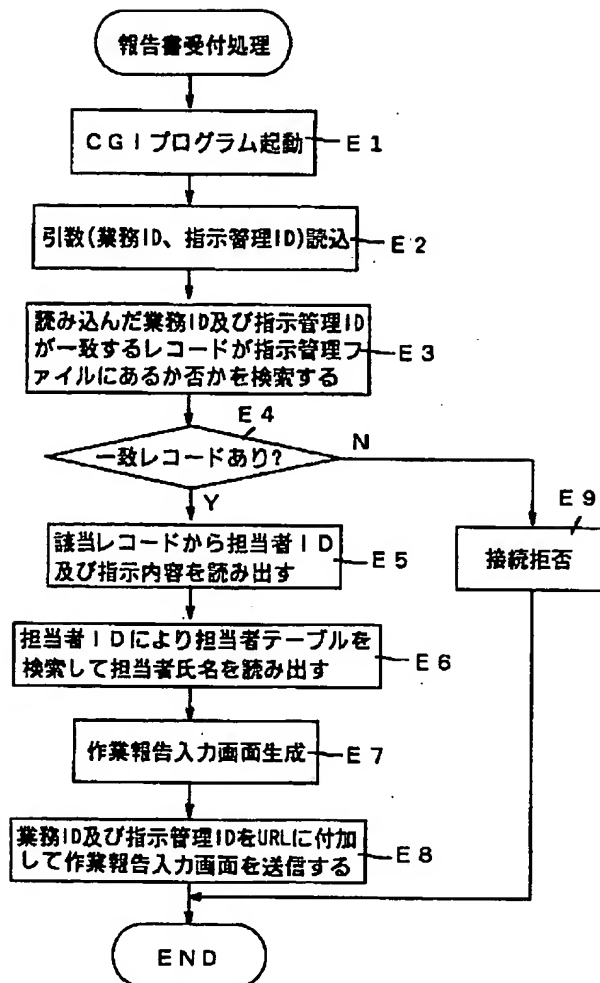 報告書受付処理
CGIプログラム起動
E1
引数(業務ID、指示管理ID)読込
E2
読み込んだ業務ID及び指示管理ID
が一致するレコードが指示管理フ
ァイルにあるか否かを検索する
E3
E4
一致レコードあり?
N
Y
E9
接続拒否
該当レコードから担当者ID
及び指示内容を読み出す
E5
担当者IDにより担当者テーブルを
検索して担当者氏名を読み出す
E6
作業報告入力画面生成
E7
業務ID及び指示管理IDをURLに付加
して作業報告入力画面を送信する
E8
END